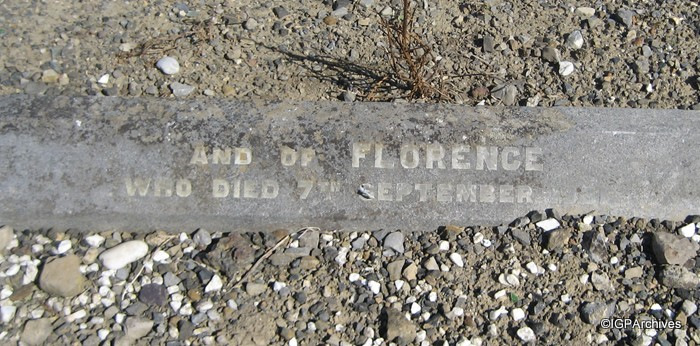 AND OF FLORENCE
WHO DIED 7TH SEPTEMBER
©IGPArchives